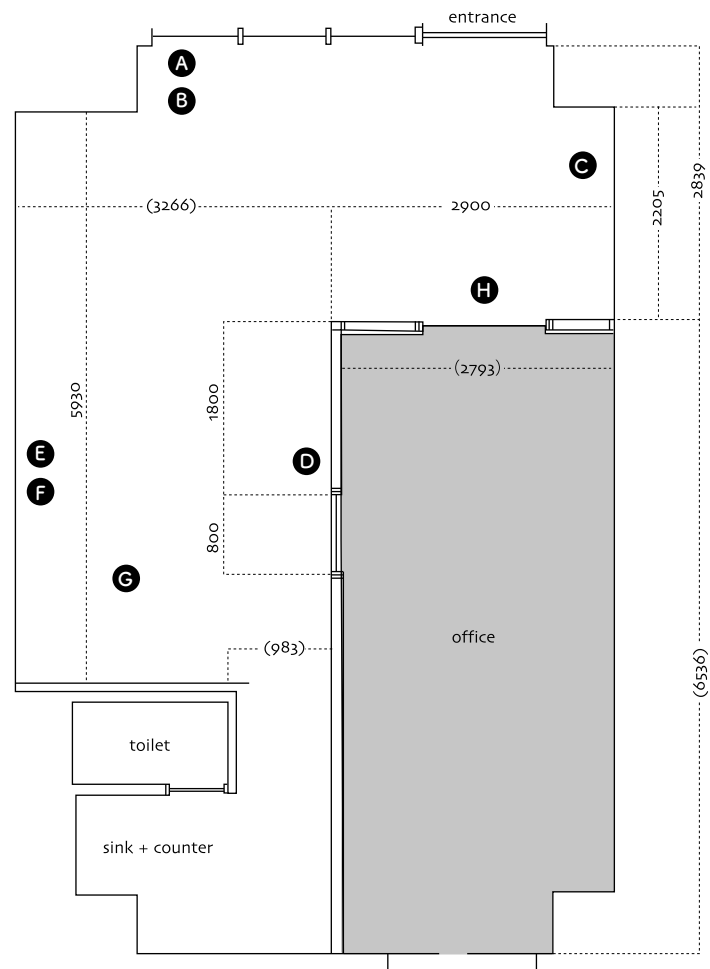 entrance
A
B
C
(3266)
2900
2205
2839
H
(2793)
5930
1800
E
D
F
800
G
office
(983)
(6536)
toilet
sink + counter